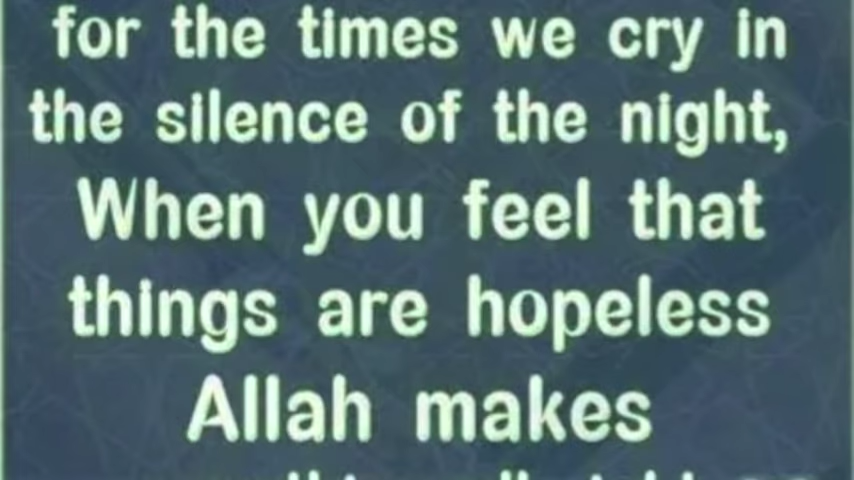 for the times we cry in
the silence of the night,
When you feel that
things are hopeless
Allah makes